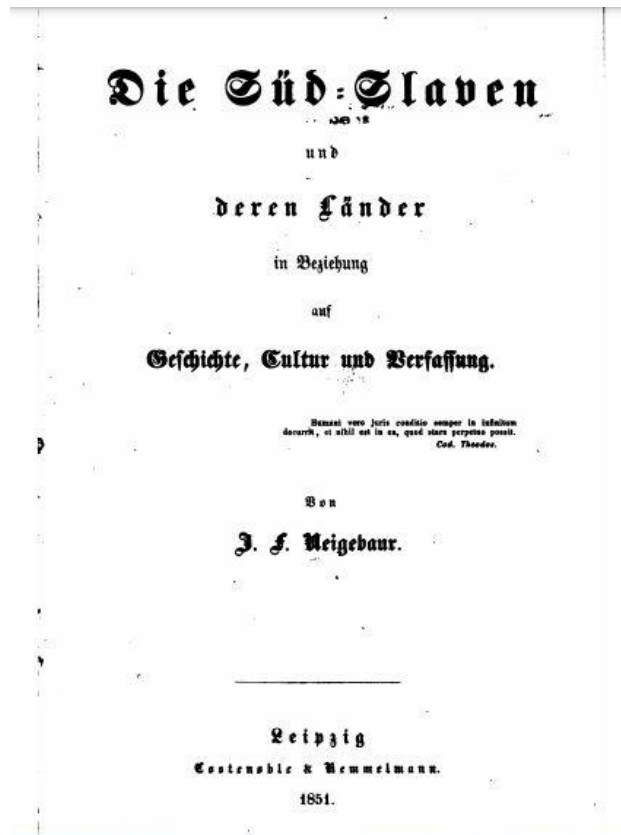 Die Süd-Slaven
und
deren Länder
in Beziehung
auf
Geschichte, Cultur und Verfassung.
Humani vero juris conditio semper in infinitum
decurrit, et nihil est in ea, quod stare perpetuo possit.
Cod. Theodos.
Von
J. F. Neigebaur.
Leipzig
Costenoble & Remmelmann.
1851.